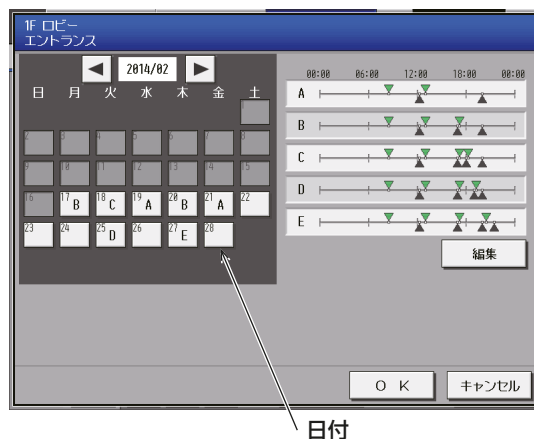 1F ロビー
エントランス
◀ 2014/02 ▶
日 月 火 水 木 金 土
1
2 3 4 5 6 7 8
9 10 11 12 13 14 15
16 17 B 18 C 19 A 20 B 21 A 22
23 24 25 D 26 27 E 28
00:00 06:00 12:00 18:00 00:00
A
B
C
D
E
編集
O K キャンセル
日付